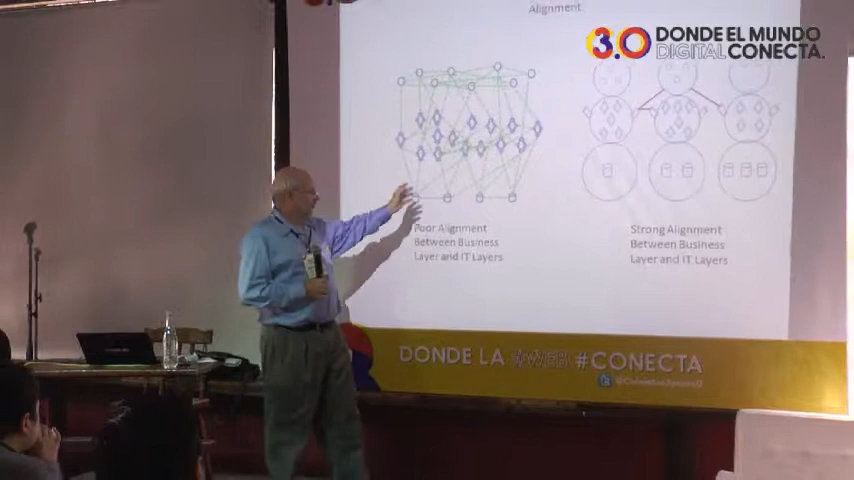 Alignment
3.0 DONDE EL MUNDO
DIGITAL CONECTA.
Poor Alignment
Between Business
Layer and IT Layers
Strong Alignment
Between Business
Layer and IT Layers
DONDE LA #WEB #CONECTA